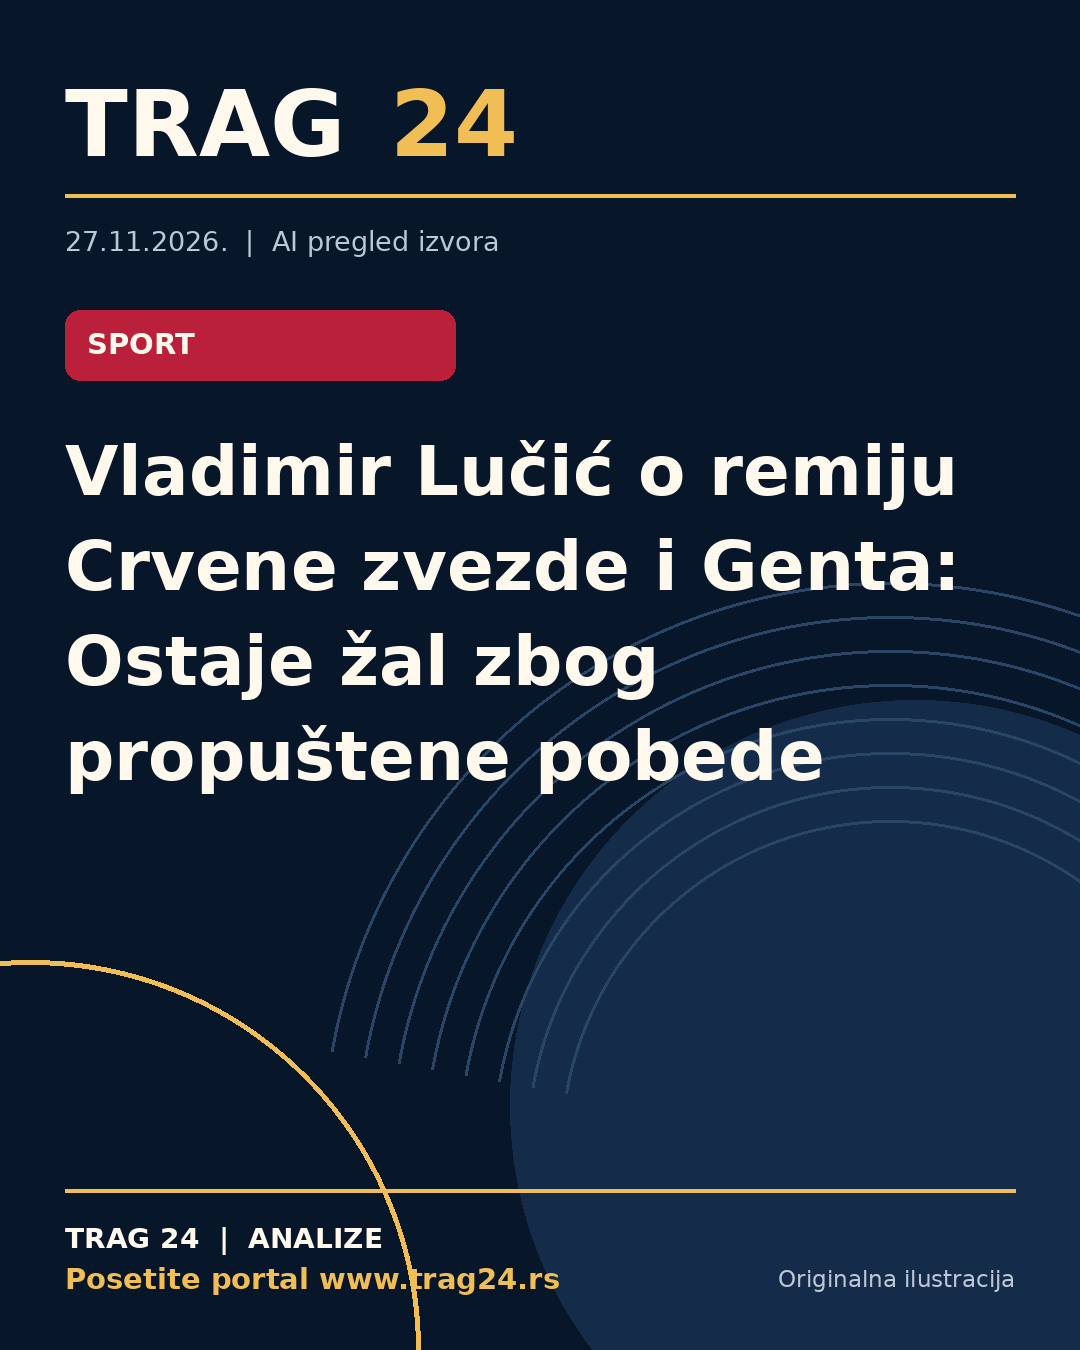 TRAG 24
27.11.2026. | AI pregled izvora
SPORT
Vladimir Lučić o remiju
Crvene zvezde i Genta:
Ostaje žal zbog
propuštene pobede
TRAG 24 | ANALIZE
Posetite portal www.trag24.rs
Originalna ilustracija